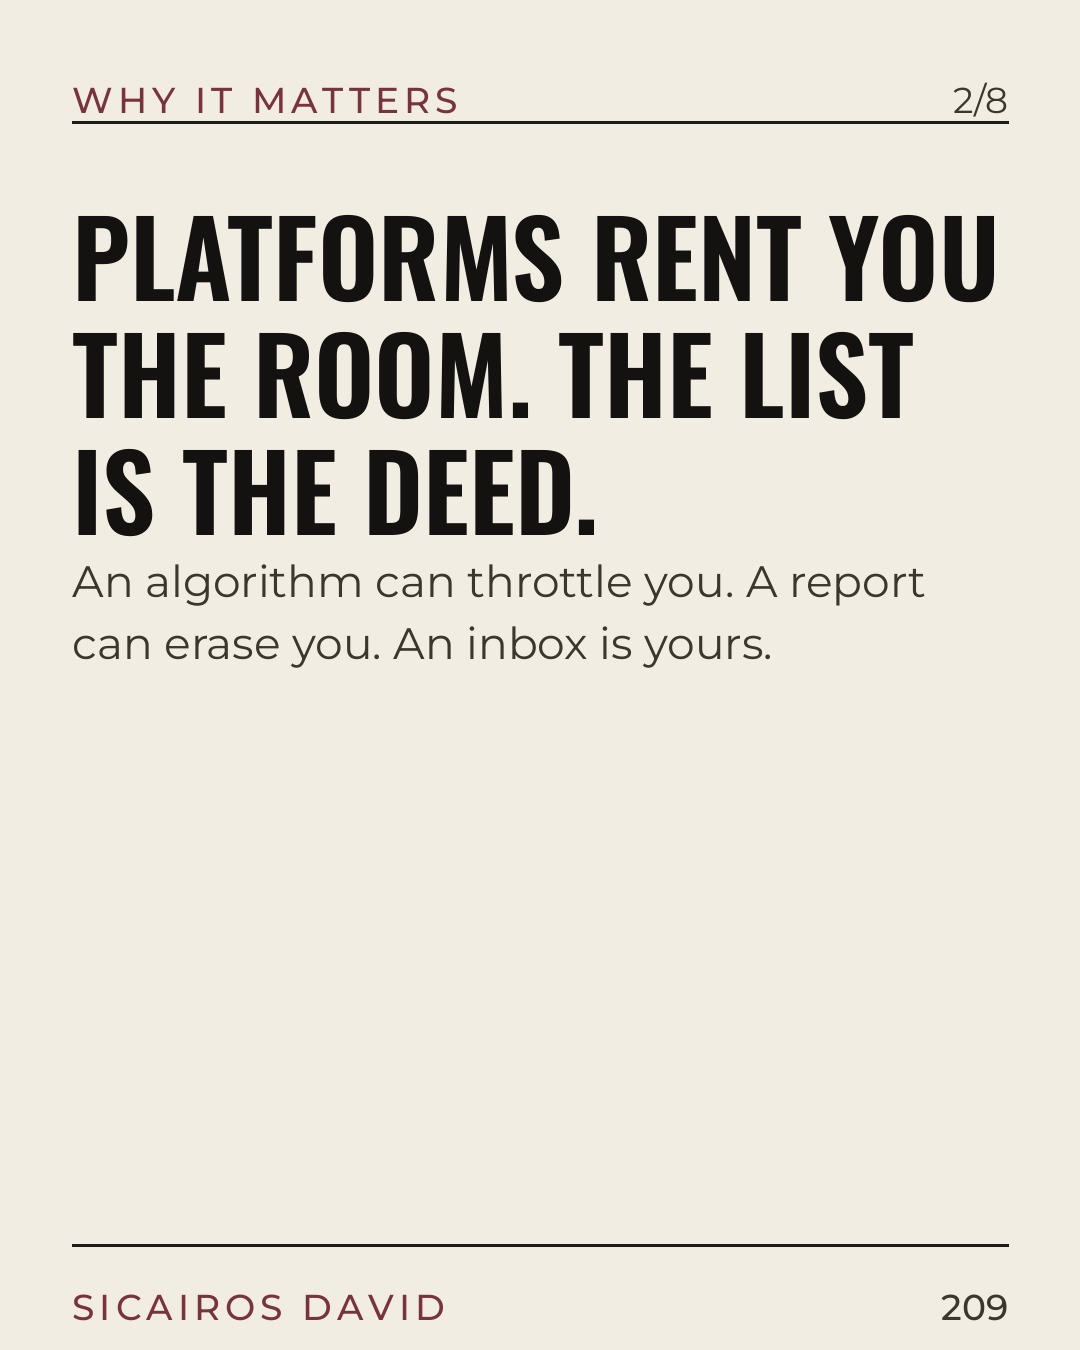 WHY IT MATTERS 2/8
PLATFORMS RENT YOU
THE ROOM. THE LIST
IS THE DEED.
An algorithm can throttle you. A report
can erase you. An inbox is yours.
SICAIROS DAVID 209